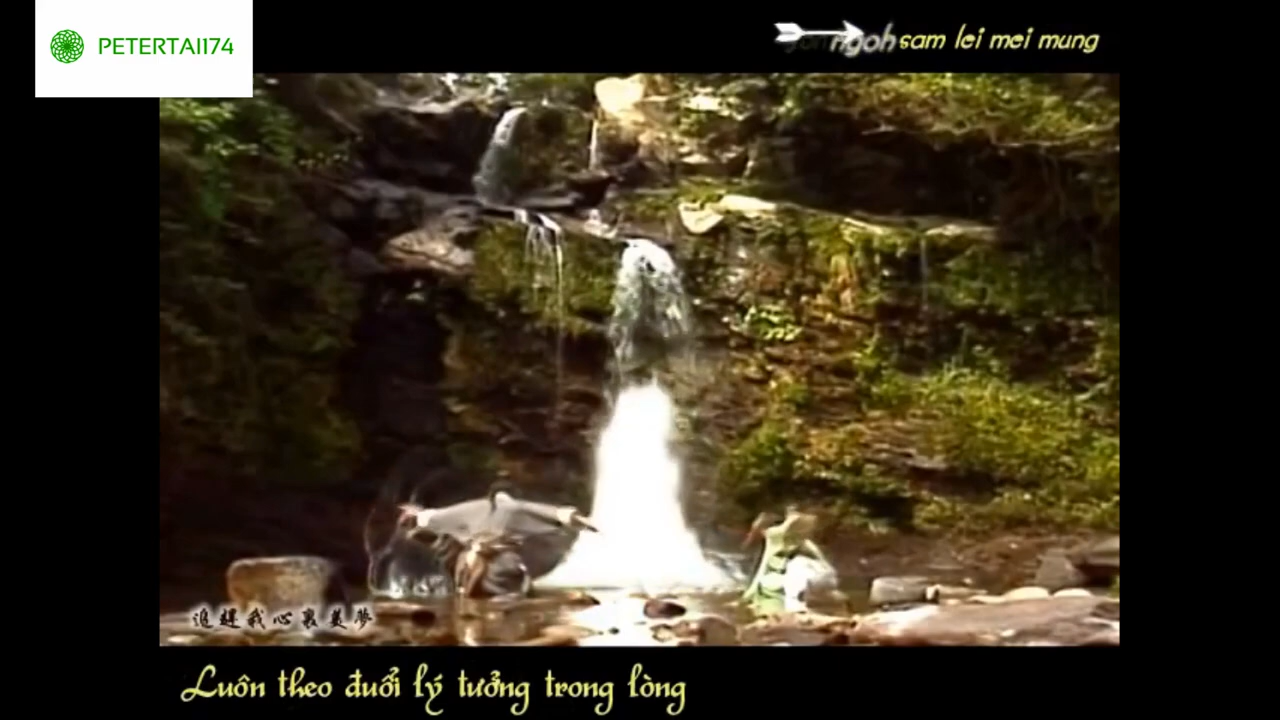 PETERTAI174
ngoh sam lei mei mung
追趕我心裏美夢
Luôn theo đuổi lý tưởng trong lòng